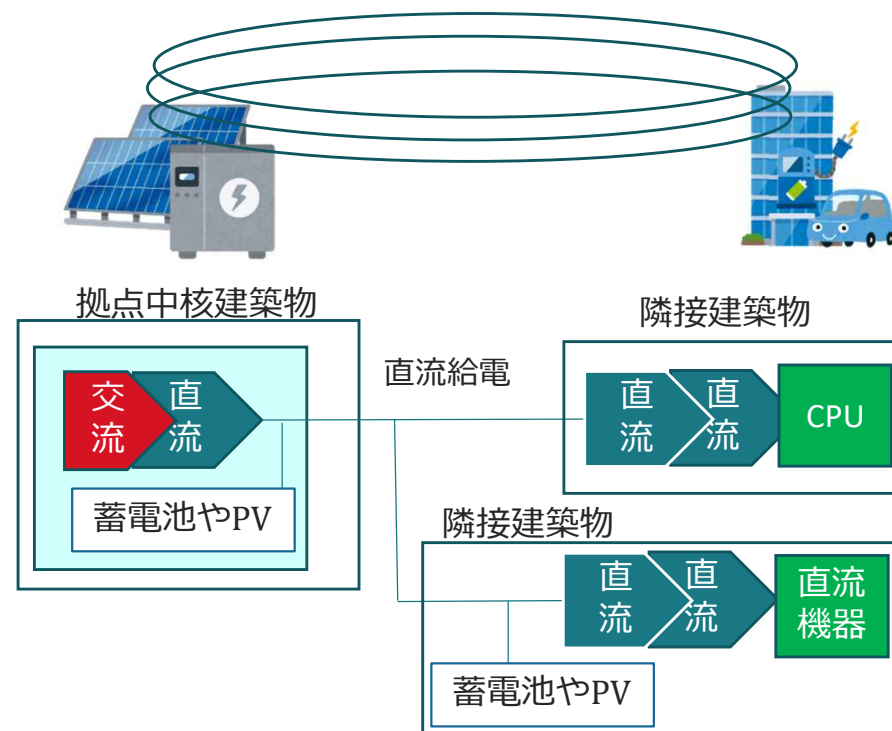 拠点中核建築物
隣接建築物
直流給電
交流
直流
直流
直流
CPU
蓄電池やPV
隣接建築物
直流
直流
直流
機器
蓄電池やPV